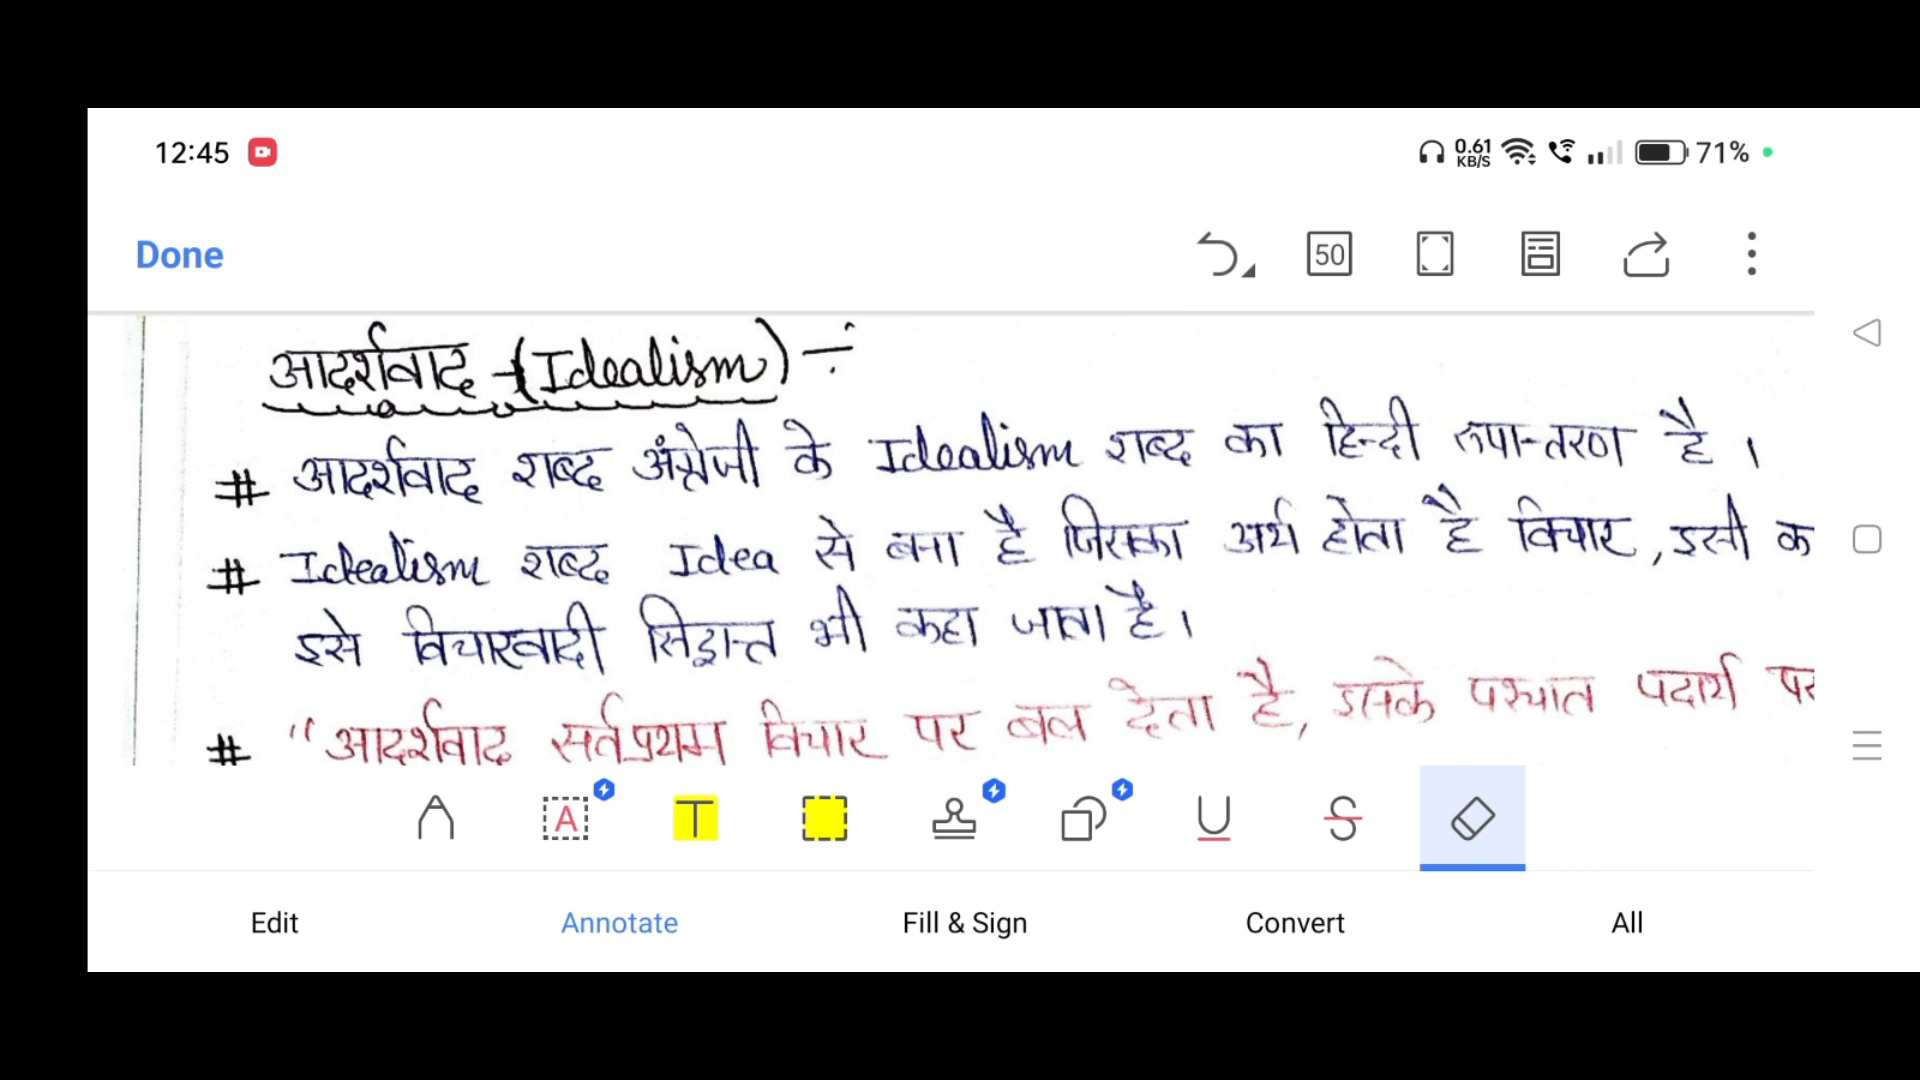 12:45 0.61 KB/S 71%
Done 50
आदर्शवाद (Idealism) ÷
# आदर्शवाद शब्द अंग्रेजी के Idealism शब्द का हिन्दी रूपान्तरण है ।
# Idealism शब्द Idea से बना है जिसका अर्थ होता है विचार, इसी क
इसे विचारवादी सिद्धान्त भी कहा जाता है ।
# "आदर्शवाद सर्वप्रथम विचार पर बल देता है, इसके पश्चात पदार्थ पर
A T U S
Edit Annotate Fill & Sign Convert All